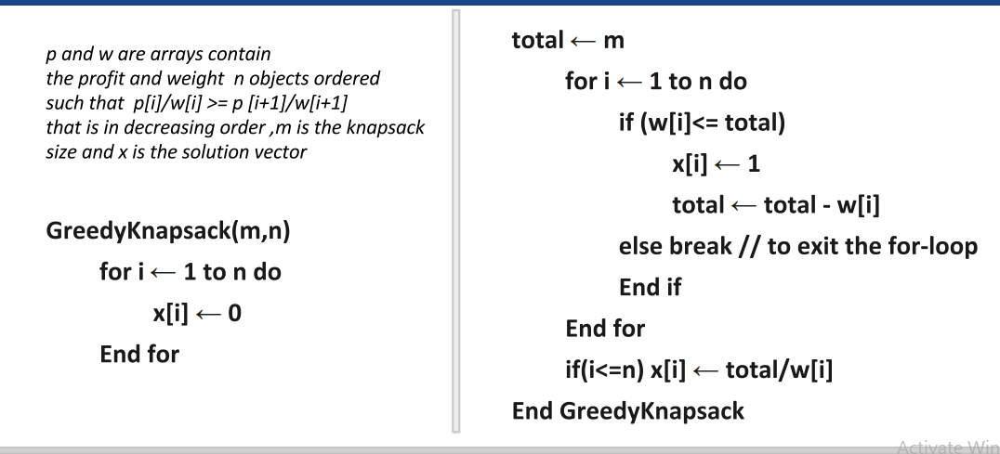 p and w are arrays contain
the profit and weight n objects ordered
such that p[i]/w[i] >= p [i+1]/w[i+1]
that is in decreasing order ,m is the knapsack
size and x is the solution vector
GreedyKnapsack(m,n)
for i ← 1 to n do
x[i] ← 0
End for
total ← m
for i ← 1 to n do
if (w[i]<= total)
x[i] ← 1
total ← total - w[i]
else break // to exit the for-loop
End if
End for
if(i<=n) x[i] ← total/w[i]
End GreedyKnapsack
Activate Win